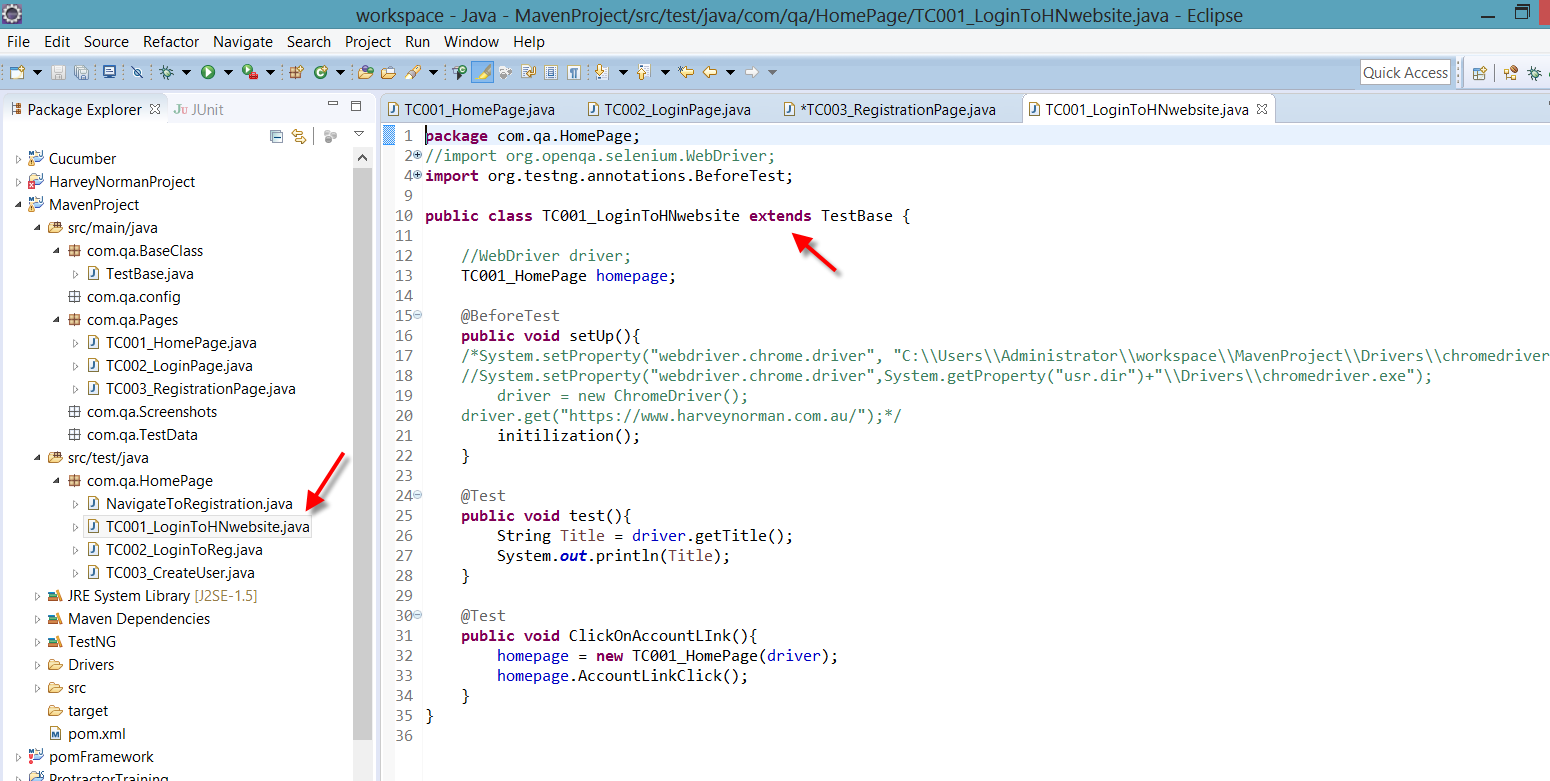 workspace - Java - MavenProject/src/test/java/com/qa/HomePage/TC001_LoginToHNwebsite.java - Eclipse
File Edit Source Refactor Navigate Search Project Run Window Help
Quick Access
Package Explorer JUnit
Cucumber
HarveyNormanProject
MavenProject
src/main/java
com.qa.BaseClass
TestBase.java
com.qa.config
com.qa.Pages
TC001_HomePage.java
TC002_LoginPage.java
TC003_RegistrationPage.java
com.qa.Screenshots
com.qa.TestData
src/test/java
com.qa.HomePage
NavigateToRegistration.java
TC001_LoginToHNwebsite.java
TC002_LoginToReg.java
TC003_CreateUser.java
JRE System Library [J2SE-1.5]
Maven Dependencies
TestNG
Drivers
src
target
pom.xml
pomFramework
ProtractorTraining
TC001_HomePage.java TC002_LoginPage.java *TC003_RegistrationPage.java TC001_LoginToHNwebsite.java
1 package com.qa.HomePage;
2 //import org.openqa.selenium.WebDriver;
4 import org.testng.annotations.BeforeTest;
9
10 public class TC001_LoginToHNwebsite extends TestBase {
11
12 //WebDriver driver;
13 TC001_HomePage homepage;
14
15 @BeforeTest
16 public void setUp(){
17 /*System.setProperty("webdriver.chrome.driver", "C:\\Users\\Administrator\\workspace\\MavenProject\\Drivers\\chromedriver
18 //System.setProperty("webdriver.chrome.driver",System.getProperty("usr.dir")+"\\Drivers\\chromedriver.exe");
19 driver = new ChromeDriver();
20 driver.get("https://www.harveynorman.com.au/");*/
21 initilization();
22 }
23
24 @Test
25 public void test(){
26 String Title = driver.getTitle();
27 System.out.println(Title);
28 }
29
30 @Test
31 public void ClickOnAccountLInk(){
32 homepage = new TC001_HomePage(driver);
33 homepage.AccountLinkClick();
34 }
35 }
36